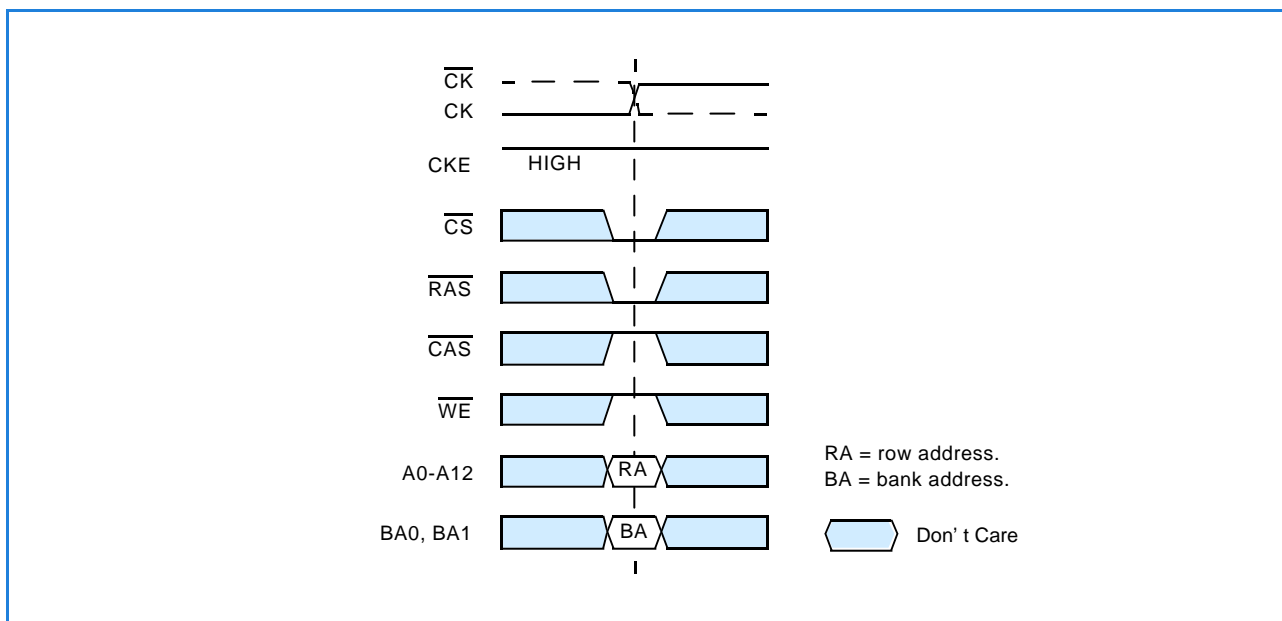 CK
CK
CKE HIGH
CS
RAS
CAS
WE
A0-A12 RA
BA0, BA1 BA
RA = row address.
BA = bank address.
Don' t Care